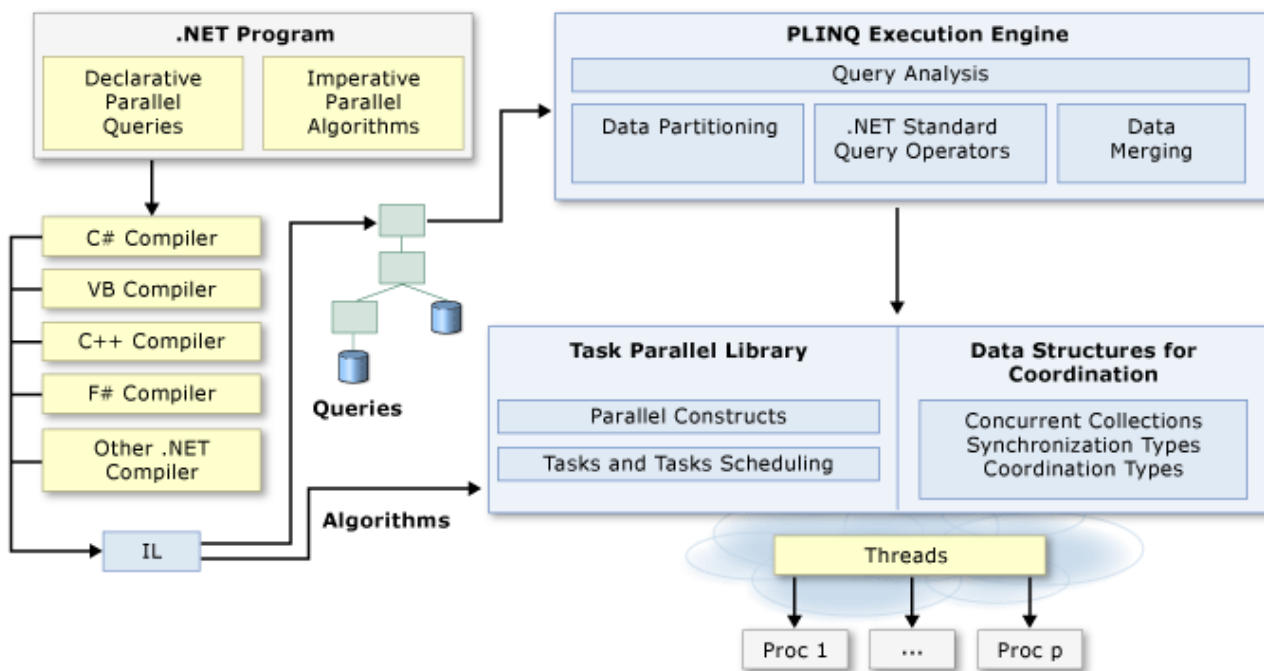 .NET Program
Declarative
Parallel
Queries
Imperative
Parallel
Algorithms
C# Compiler
VB Compiler
C++ Compiler
F# Compiler
Other .NET
Compiler
IL
Queries
Algorithms
PLINQ Execution Engine
Query Analysis
Data Partitioning
.NET Standard
Query Operators
Data
Merging
Task Parallel Library
Parallel Constructs
Tasks and Tasks Scheduling
Data Structures for
Coordination
Concurrent Collections
Synchronization Types
Coordination Types
Threads
Proc 1
...
Proc p